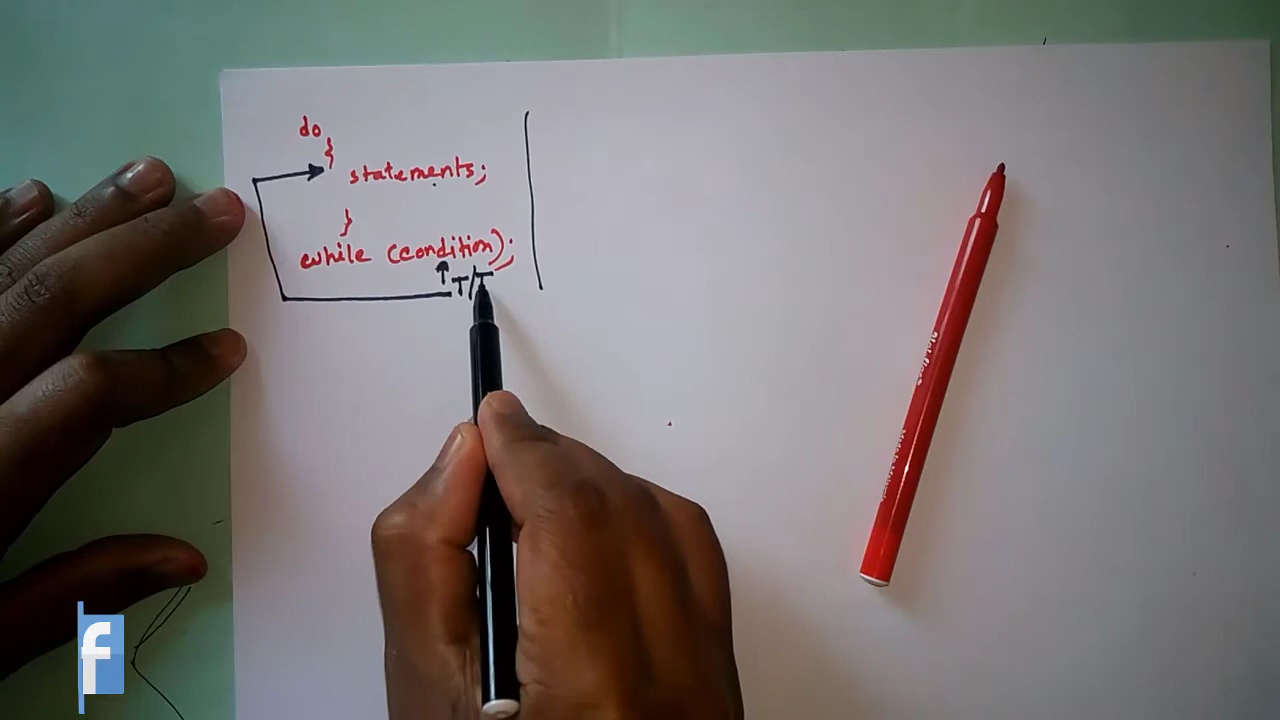 do
{
statements;
}
while (condition);
T/
f